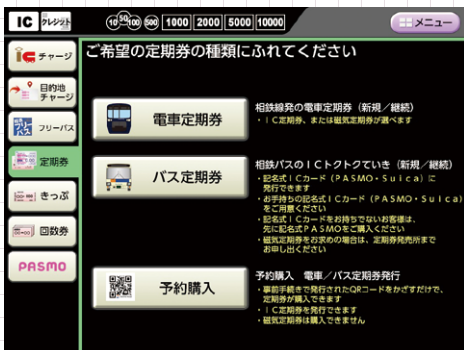 IC クレジット 10 50 100 500 1000 2000 5000 10000 メニュー
ご希望の定期券の種類にふれてください
チャージ
目的地
チャージ
フリーパス
定期券
きっぷ
回数券
PASMO
電車定期券
相鉄線発の電車定期券（新規／継続）
・ＩＣ定期券、または磁気定期券が選べます
バス定期券
相鉄バスのＩＣトクトクていき（新規／継続）
・記名式ＩＣカード（ＰＡＳＭＯ・Ｓｕｉｃａ）に
発行できます
・お手持ちの記名式ＩＣカード（ＰＡＳＭＯ・Ｓｕｉｃａ）
をご用意ください
・記名式ＩＣカードをお持ちでないお客様は、
先に記名式ＰＡＳＭＯをご購入ください
・磁気定期券をお求めの場合は、定期券発売所まで
お申し出ください
予約購入
予約購入 電車／バス定期券発行
・事前手続きで発行されたQRコードをかざすだけで、
定期券が購入できます
・ＩＣ定期券を発行できます
・磁気定期券は購入できません